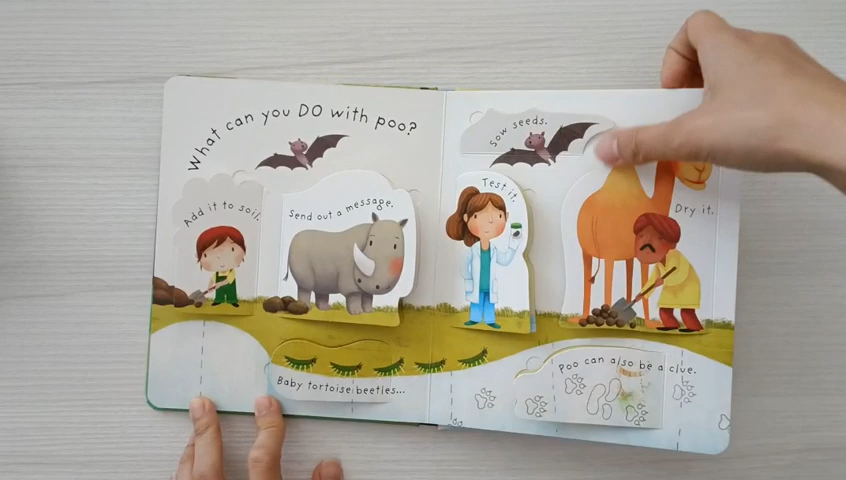 What can you DO with poo?
Add it to soil.
Send out a message.
Baby tortoise beetles...
Sow seeds.
Test it.
Dry it.
Poo can also be a clue.